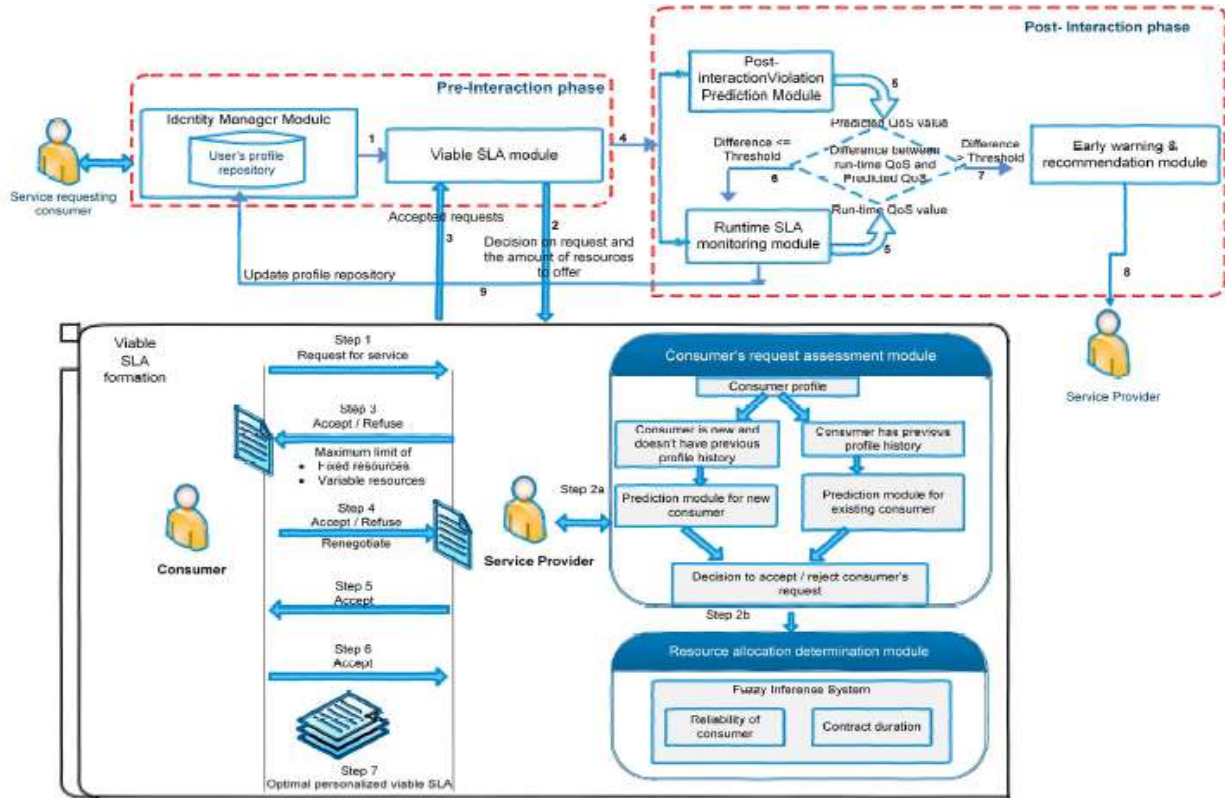 Post- Interaction phase
Pre-Interaction phase
Service requesting
consumer
Identity Manager Module
User's profile
repository
1
Viable SLA module
4
Post-
interactionViolation
Prediction Module
5
Predicted QoS value
Difference <=
Threshold
6
Difference between
run-time QoS and
Predicted QoS
Difference
> Threshold
7
Early warning &
recommendation module
Run-time QoS value
Runtime SLA
monitoring module
5
8
Service Provider
Accepted requests
3
2
Decision on request and
the amount of resources
to offer
Update profile repository
9
Viable
SLA
formation
Step 1
Request for service
Step 3
Accept / Refuse
Maximum limit of
• Fixed resources
• Variable resources
Step 4
Accept / Refuse
Renegotiate
Consumer
Service Provider
Step 5
Accept
Step 6
Accept
Step 7
Optimal personalized viable SLA
Step 2a
Consumer's request assessment module
Consumer profile
Consumer is new and
doesn't have previous
profile history
Consumer has previous
profile history
Prediction module for new
consumer
Prediction module for
existing consumer
Decision to accept / reject consumer's
request
Step 2b
Resource allocation determination module
Fuzzy Inference System
Reliability of
consumer
Contract duration